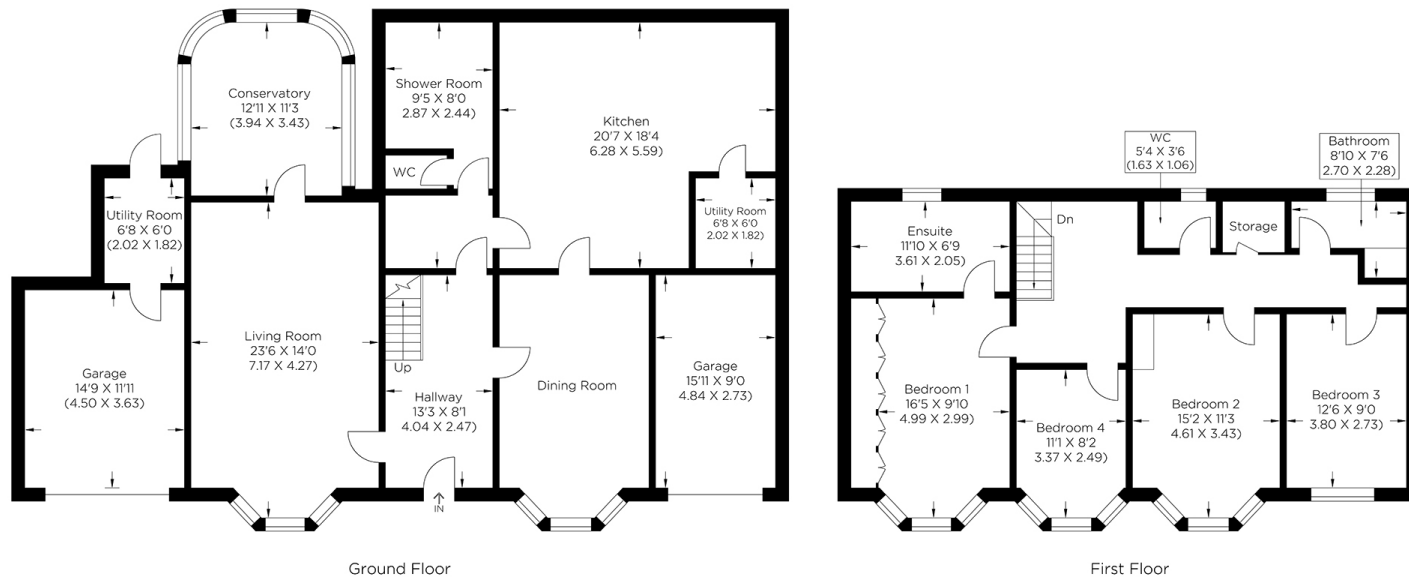 Conservatory
12'11 X 11'3
(3.94 X 3.43)
Shower Room
9'5 X 8'0
2.87 X 2.44)
WC
Kitchen
20'7 X 18'4
6.28 X 5.59)
Utility Room
6'8 X 6'0
(2.02 X 1.82)
Utility Room
6'8 X 6'0
2.02 X 1.82)
Garage
14'9 X 11'11
(4.50 X 3.63)
Living Room
23'6 X 14'0
7.17 X 4.27)
Up
Hallway
13'3 X 8'1
4.04 X 2.47)
IN
Dining Room
Garage
15'11 X 9'0
4.84 X 2.73)
Ground Floor
WC
5'4 X 3'6
(1.63 X 1.06)
Bathroom
8'10 X 7'6
2.70 X 2.28)
Ensuite
11'10 X 6'9
3.61 X 2.05)
Dn
Storage
Bedroom 1
16'5 X 9'10
4.99 X 2.99)
Bedroom 4
11'1 X 8'2
3.37 X 2.49)
Bedroom 2
15'2 X 11'3
4.61 X 3.43)
Bedroom 3
12'6 X 9'0
(3.80 X 2.73)
First Floor